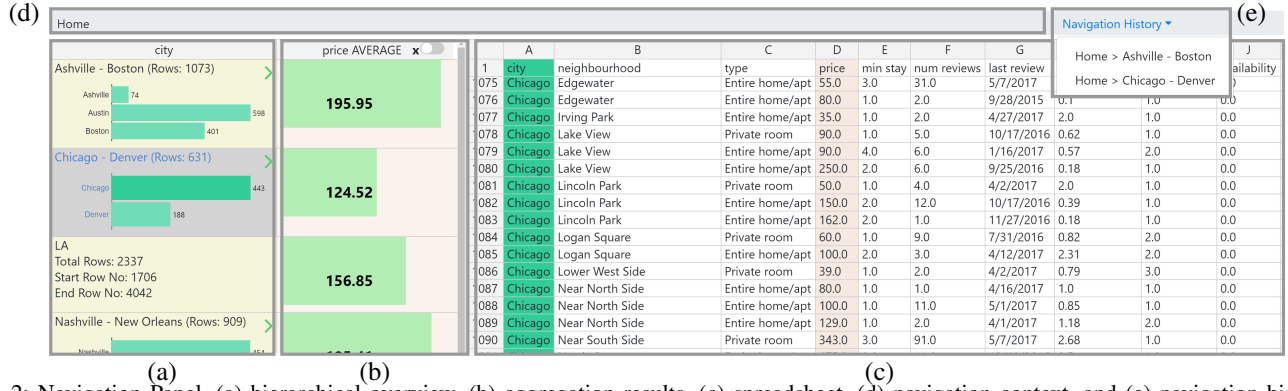 (d)
Home
Navigation History
(e)
Home > Ashville - Boston
Home > Chicago - Denver
city
Ashville - Boston (Rows: 1073)
Ashville 74
Austin 598
Boston 401
Chicago - Denver (Rows: 631)
Chicago 443
Denver 188
LA
Total Rows: 2337
Start Row No: 1706
End Row No: 4042
Nashville - New Orleans (Rows: 909)
price AVERAGE x
195.95
124.52
156.85
A B C D E F G J
1 city neighbourhood type price min stay num reviews last review ailability
075 Chicago Edgewater Entire home/apt 55.0 3.0 31.0 5/7/2017
076 Chicago Edgewater Entire home/apt 80.0 1.0 2.0 9/28/2015 0.1 1.0 0.0
077 Chicago Irving Park Entire home/apt 35.0 1.0 2.0 4/27/2017 2.0 1.0 0.0
078 Chicago Lake View Private room 90.0 1.0 5.0 10/17/2016 0.62 1.0 0.0
079 Chicago Lake View Entire home/apt 90.0 4.0 6.0 1/16/2017 0.57 2.0 0.0
080 Chicago Lake View Entire home/apt 250.0 2.0 6.0 9/25/2016 0.18 1.0 0.0
081 Chicago Lincoln Park Private room 50.0 1.0 4.0 4/2/2017 2.0 1.0 0.0
082 Chicago Lincoln Park Entire home/apt 150.0 2.0 12.0 10/17/2016 0.39 1.0 0.0
083 Chicago Lincoln Park Entire home/apt 162.0 2.0 1.0 11/27/2016 0.18 1.0 0.0
084 Chicago Logan Square Private room 60.0 1.0 9.0 7/31/2016 0.82 2.0 0.0
085 Chicago Logan Square Entire home/apt 100.0 2.0 3.0 4/12/2017 2.31 2.0 0.0
086 Chicago Lower West Side Private room 39.0 1.0 2.0 4/2/2017 0.79 3.0 0.0
087 Chicago Near North Side Entire home/apt 80.0 1.0 1.0 4/16/2017 1.0 1.0 0.0
088 Chicago Near North Side Entire home/apt 100.0 1.0 11.0 5/1/2017 0.85 1.0 0.0
089 Chicago Near North Side Entire home/apt 129.0 1.0 2.0 4/1/2017 1.18 2.0 0.0
090 Chicago Near South Side Private room 343.0 3.0 91.0 5/7/2017 2.68 1.0 0.0
(a)
(b)
(c)